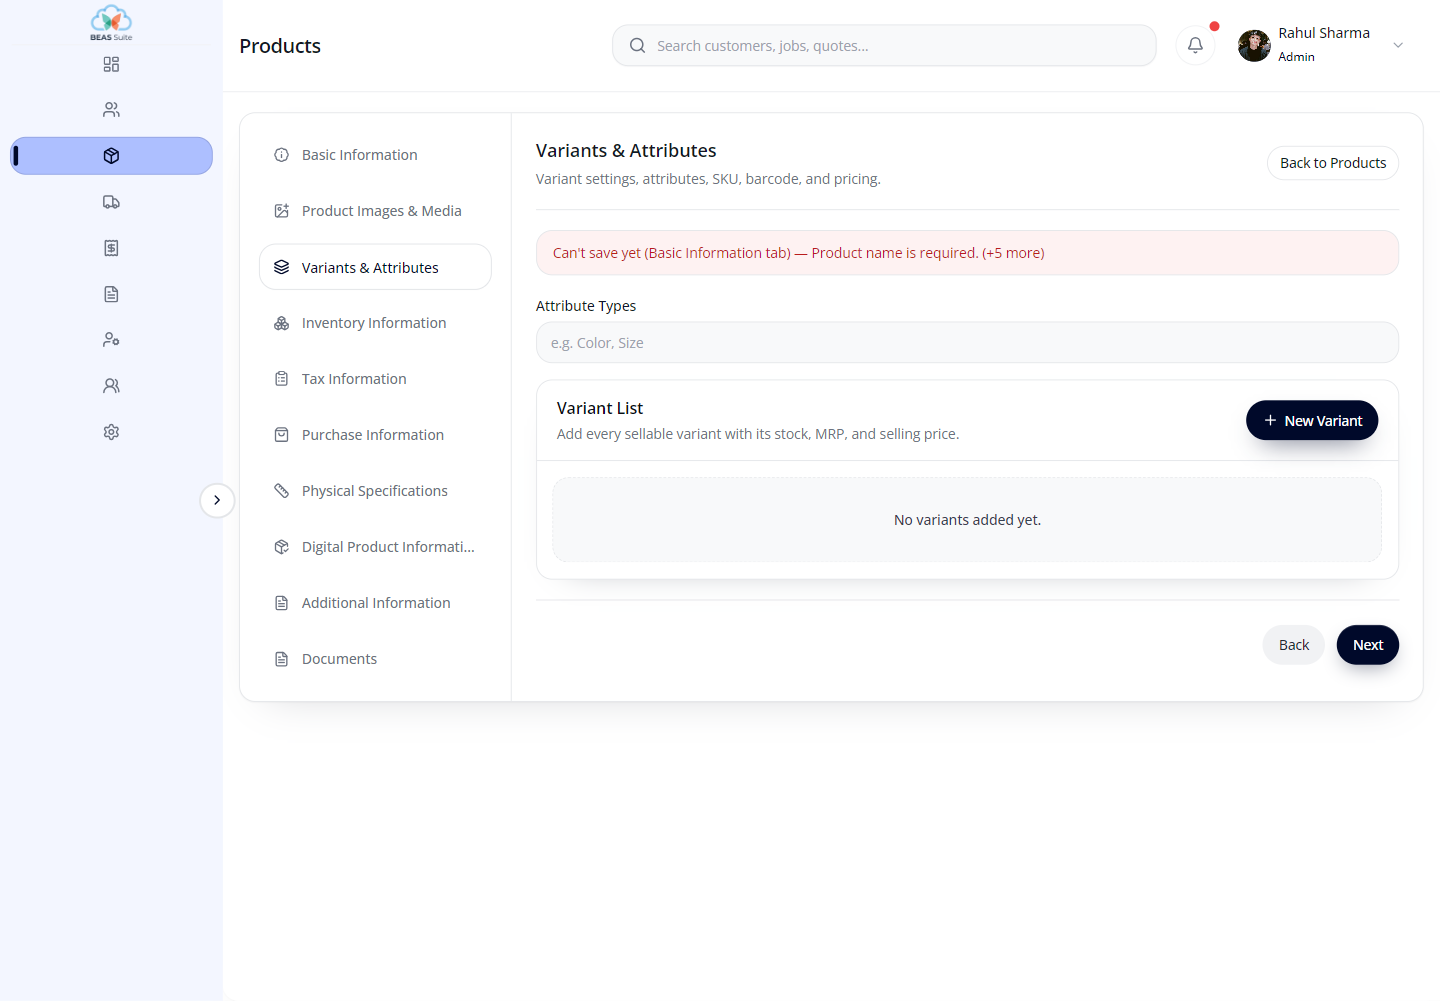 BEAS Suite
Products
Search customers, jobs, quotes...
Rahul Sharma
Admin
Basic Information
Product Images & Media
Variants & Attributes
Inventory Information
Tax Information
Purchase Information
Physical Specifications
Digital Product Informati...
Additional Information
Documents
Variants & Attributes
Variant settings, attributes, SKU, barcode, and pricing.
Back to Products
Can't save yet (Basic Information tab) — Product name is required. (+5 more)
Attribute Types
e.g. Color, Size
Variant List
Add every sellable variant with its stock, MRP, and selling price.
New Variant
No variants added yet.
Back
Next